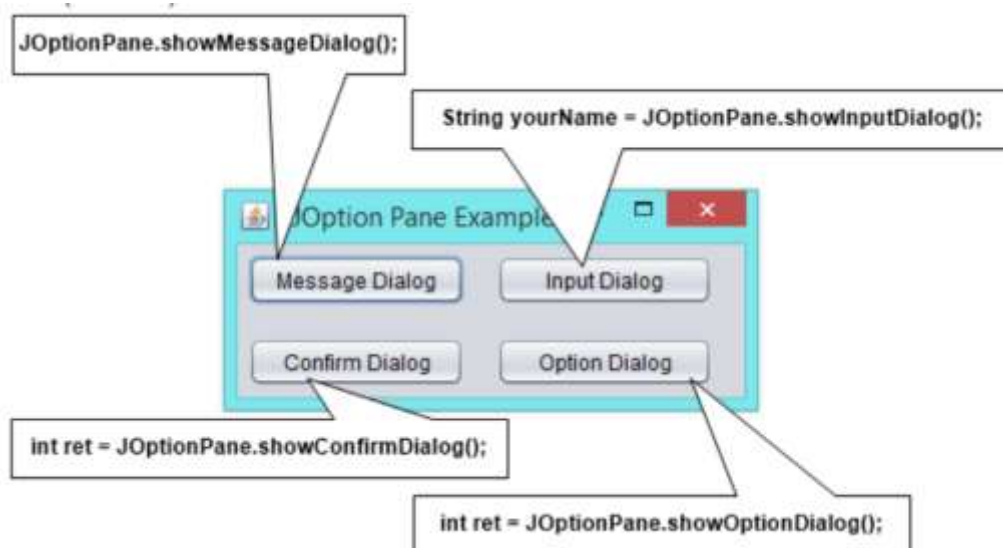 JOptionPane.showMessageDialog();
String yourName = JOptionPane.showInputDialog();
JOption Pane Example
Message Dialog
Input Dialog
Confirm Dialog
Option Dialog
int ret = JOptionPane.showConfirmDialog();
int ret = JOptionPane.showOptionDialog();